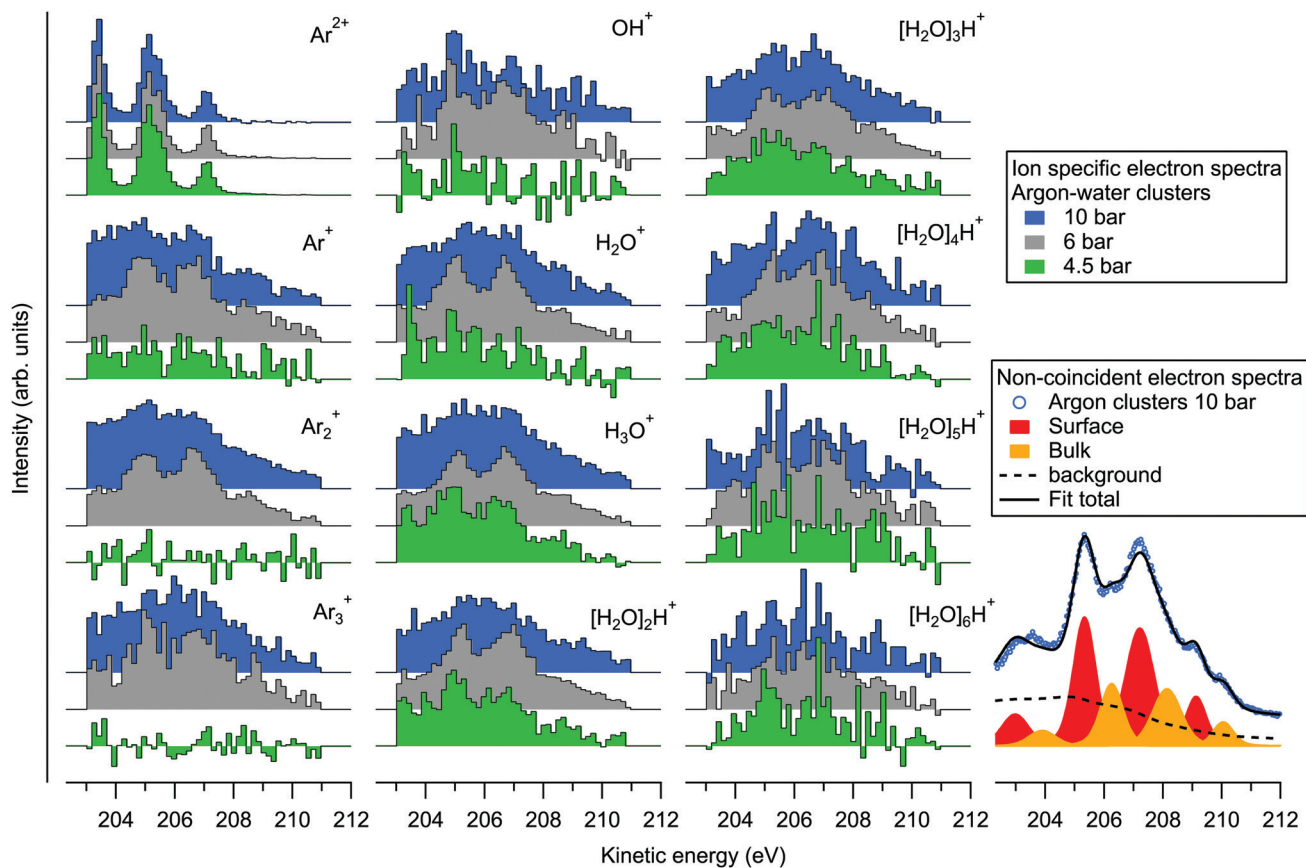 Ar2+
OH+
[H2O]3H+
Ar+
H2O+
[H2O]4H+
Ar2+
H3O+
[H2O]5H+
Ar3+
[H2O]2H+
[H2O]6H+
Ion specific electron spectra
Argon-water clusters
10 bar
6 bar
4.5 bar
Non-coincident electron spectra
Argon clusters 10 bar
Surface
Bulk
background
Fit total
Intensity (arb. units)
204 206 208 210 212
204 206 208 210 212
204 206 208 210 212
204 206 208 210 212
Kinetic energy (eV)